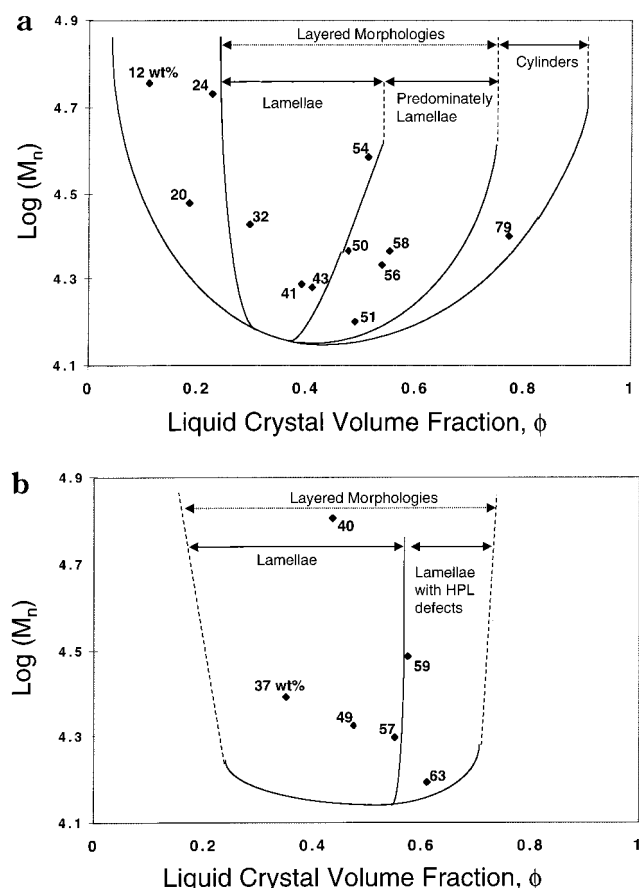 a
4.9
4.7
4.5
4.3
4.1
Log (Mn)
Layered Morphologies
Cylinders
Lamellae
Predominately
Lamellae
12 wt%
24
20
32
54
50
58
56
41
43
51
79
0
0.2
0.4
0.6
0.8
1
Liquid Crystal Volume Fraction, ϕ
b
4.9
4.7
4.5
4.3
4.1
Log (Mn)
Layered Morphologies
40
Lamellae
Lamellae
with HPL
defects
59
37 wt%
49
57
63
0
0.2
0.4
0.6
0.8
1
Liquid Crystal Volume Fraction, ϕ